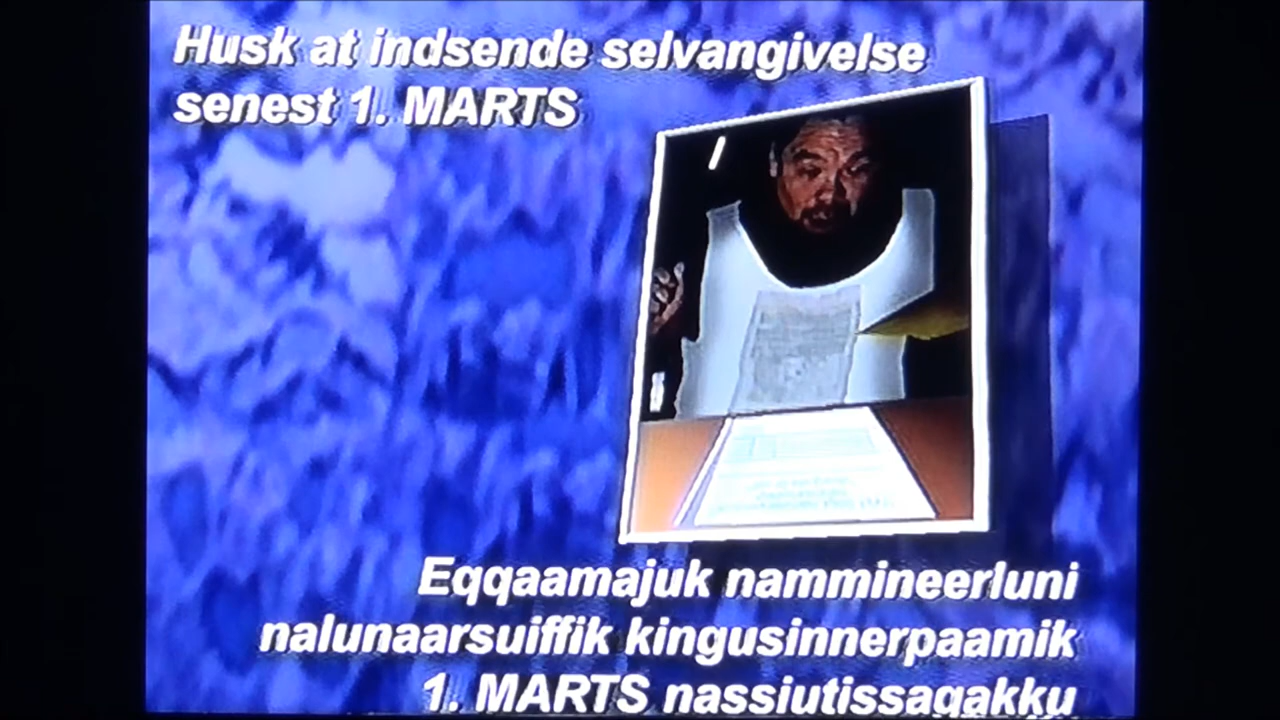 Husk at indsende selvangivelse
senest 1. MARTS
Eqqaamajuk nammineerluni
nalunaarsuiffik kingusinnerpaamik
1. MARTS nassiutissagakku